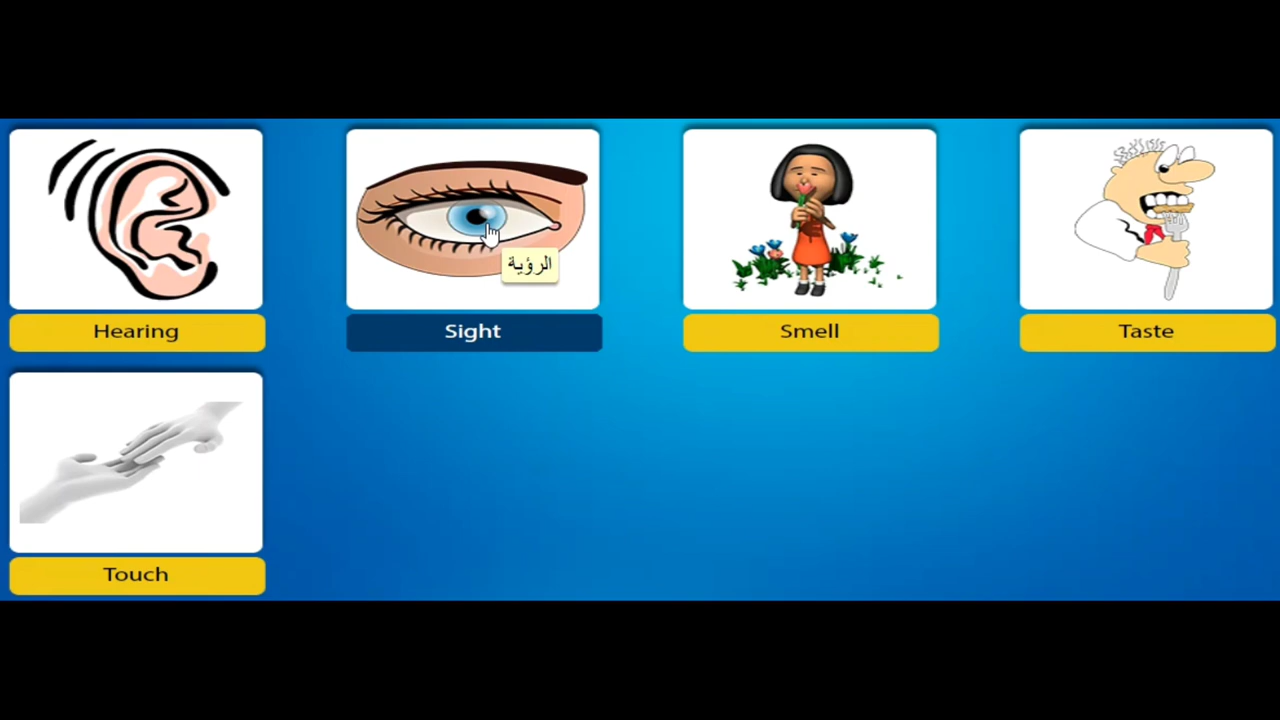 الرؤية
Hearing
Sight
Smell
Taste
Touch